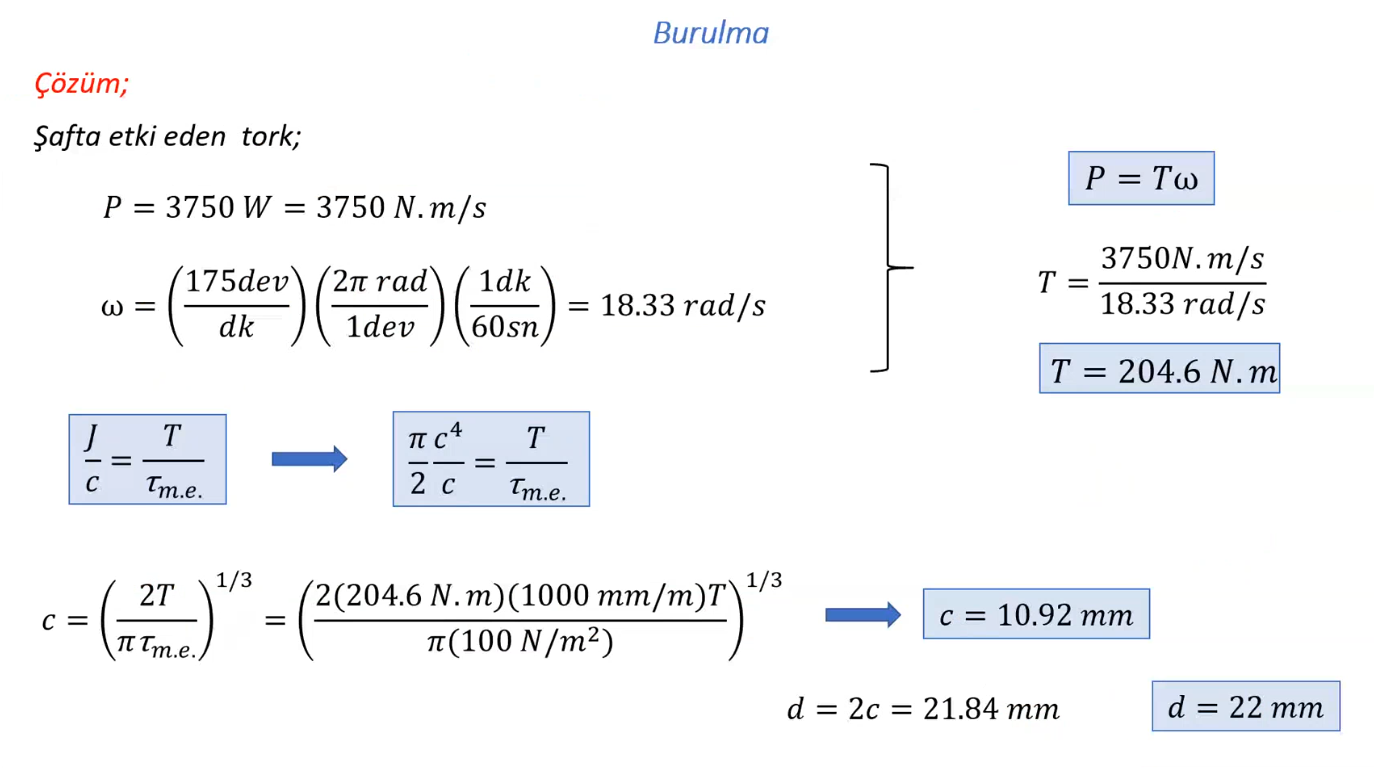 Burulma
Çözüm;
Şafta etki eden tork;
P = Tω
P = 3750 W = 3750 N.m/s
ω = (175dev/dk)(2π rad/1dev)(1dk/60sn) = 18.33 rad/s
T = 3750N.m/s / 18.33 rad/s
T = 204.6 N.m
J/c = T/τm.e.
π/2 c⁴/c = T/τm.e.
c = (2T/πτm.e.)^1/3 = (2(204.6 N.m)(1000 mm/m)T/π(100 N/m²))^1/3
c = 10.92 mm
d = 2c = 21.84 mm
d = 22 mm